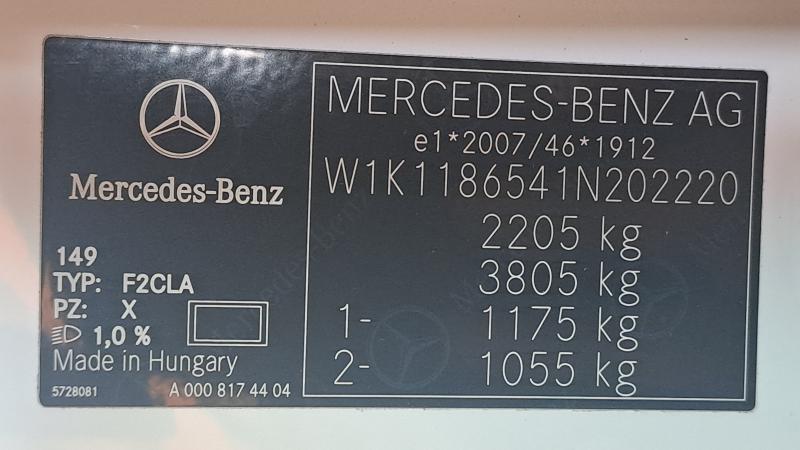 Mercedes-Benz
149
TYP: F2CLA
PZ: X
1,0 %
Made in Hungary
5728081 A 000 817 44 04
MERCEDES-BENZ AG
e1*2007/46*1912
W1K1186541N202220
2205 kg
3805 kg
1- 1175 kg
2- 1055 kg